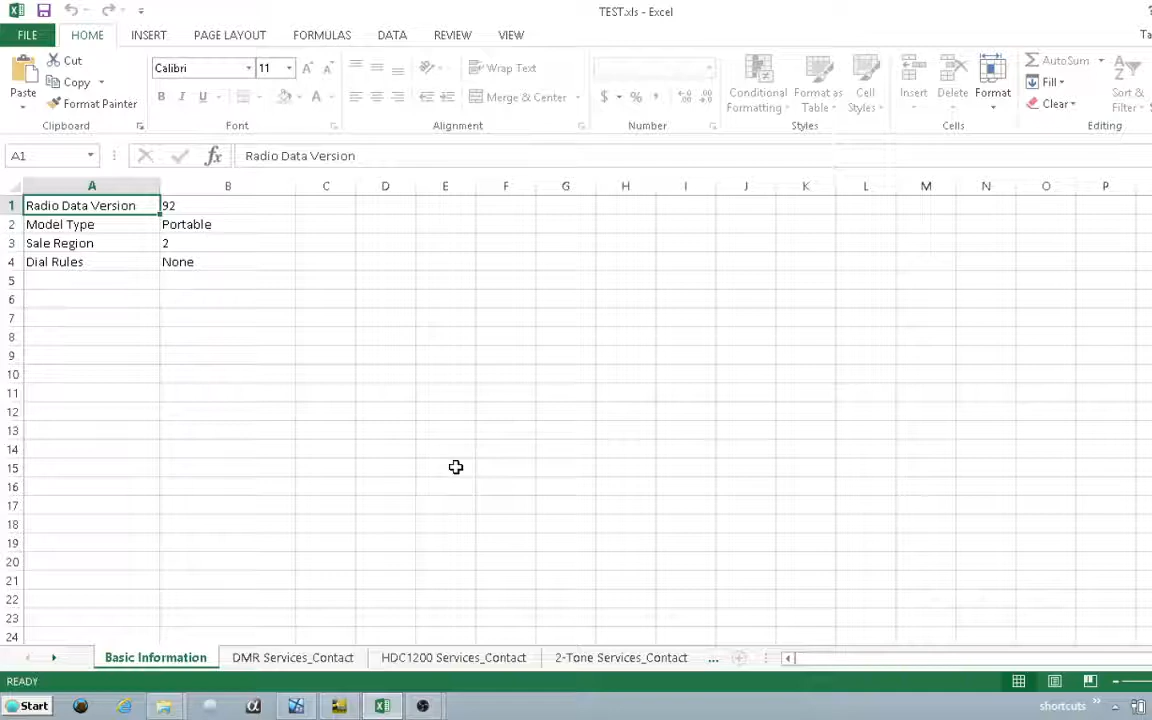 TEST.xls - Excel
?
FILE HOME INSERT PAGE LAYOUT FORMULAS DATA REVIEW VIEW Ta
Cut
Copy
Format Painter
Paste
Calibri 11
B I U A
Wrap Text
Merge & Center
$ % ,
Conditional Formatting
Format as Table
Cell Styles
Insert Delete Format
AutoSum
Fill
Clear
Sort &
Filter
Clipboard Font Alignment Number Styles Cells Editing
A1 fx Radio Data Version
A B C D E F G H I J K L M N O P
1 Radio Data Version 92
2 Model Type Portable
3 Sale Region 2
4 Dial Rules None
5
6
7
8
9
10
11
12
13
14
15
16
17
18
19
20
21
22
23
24
Basic Information DMR Services_Contact HDC1200 Services_Contact 2-Tone Services_Contact ...
READY
Start shortcuts »